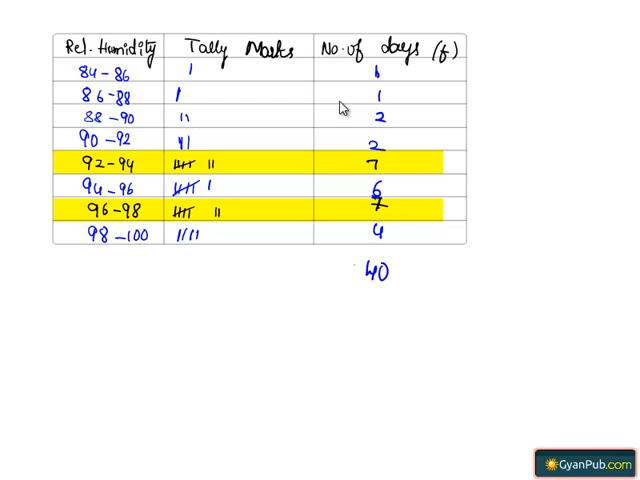 Rel. Humidity Tally Marks No. of days (f)
84-86 | 1
86-88 | 1
88-90 || 2
90-92 || 2
92-94 𝍸 || 7
94-96 𝍸 | 6
96-98 𝍸 || 7
98-100 |||| 4
40
GyanPub.com